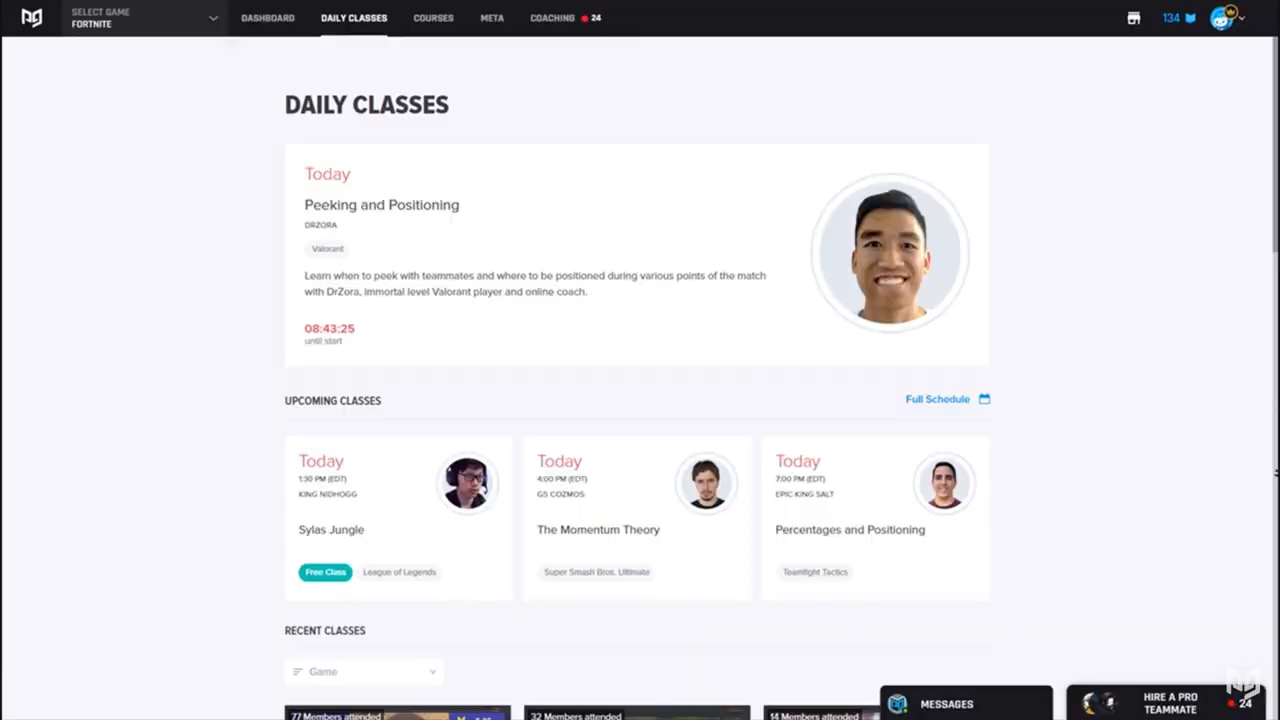 SELECT GAME
FORTNITE
DASHBOARD
DAILY CLASSES
COURSES
META
COACHING 24
134
DAILY CLASSES
Today
Peeking and Positioning
DRZORA
Valorant
Learn when to peek with teammates and where to be positioned during various points of the match
with DrZora, immortal level Valorant player and online coach.
08:43:25
until start
UPCOMING CLASSES
Full Schedule
Today
1:30 PM (EDT)
KING NIDHOGG
Sylas Jungle
Free Class
League of Legends
Today
4:00 PM (EDT)
G5 COZMOS
The Momentum Theory
Super Smash Bros. Ultimate
Today
7:00 PM (EDT)
EPIC KING SALT
Percentages and Positioning
Teamfight Tactics
RECENT CLASSES
Game
77 Members attended
32 Members attended
14 Members attended
MESSAGES
HIRE A PRO
TEAMMATE
24